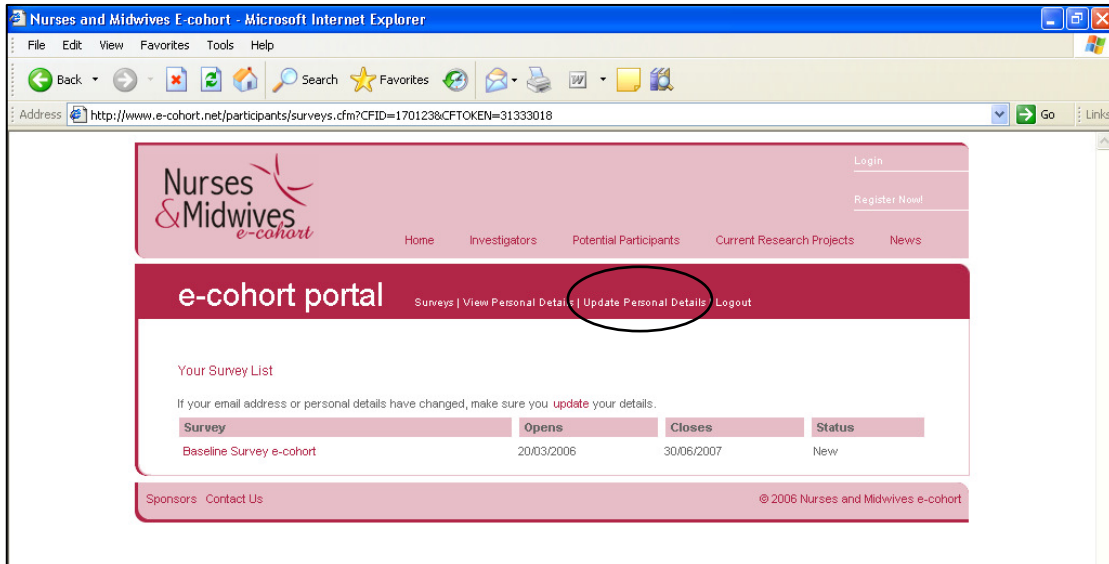 Nurses and Midwives E-cohort - Microsoft Internet Explorer
File Edit View Favorites Tools Help
Back Search Favorites W
Address http://www.e-cohort.net/participants/surveys.cfm?CFID=170123&CFTOKEN=31333018 Go Links
Login
Nurses
&Midwives
e-cohort
Register Now!
Home Investigators Potential Participants Current Research Projects News
e-cohort portal Surveys | View Personal Details | Update Personal Details | Logout
Your Survey List
If your email address or personal details have changed, make sure you update your details.
Survey Opens Closes Status
Baseline Survey e-cohort 20/03/2006 30/06/2007 New
Sponsors Contact Us © 2006 Nurses and Midwives e-cohort